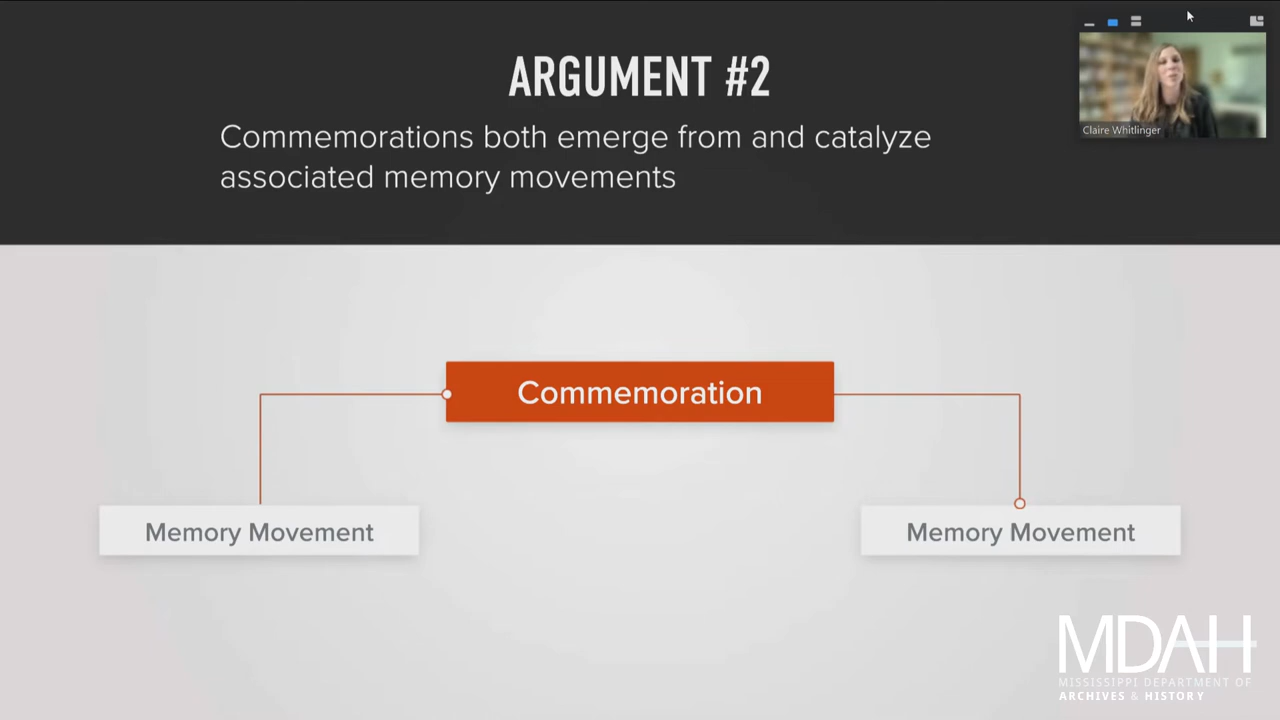 ARGUMENT #2
Commemorations both emerge from and catalyze
associated memory movements
Claire Whitlinger
Commemoration
Memory Movement
Memory Movement
MDAH
MISSISSIPPI DEPARTMENT OF
ARCHIVES & HISTORY